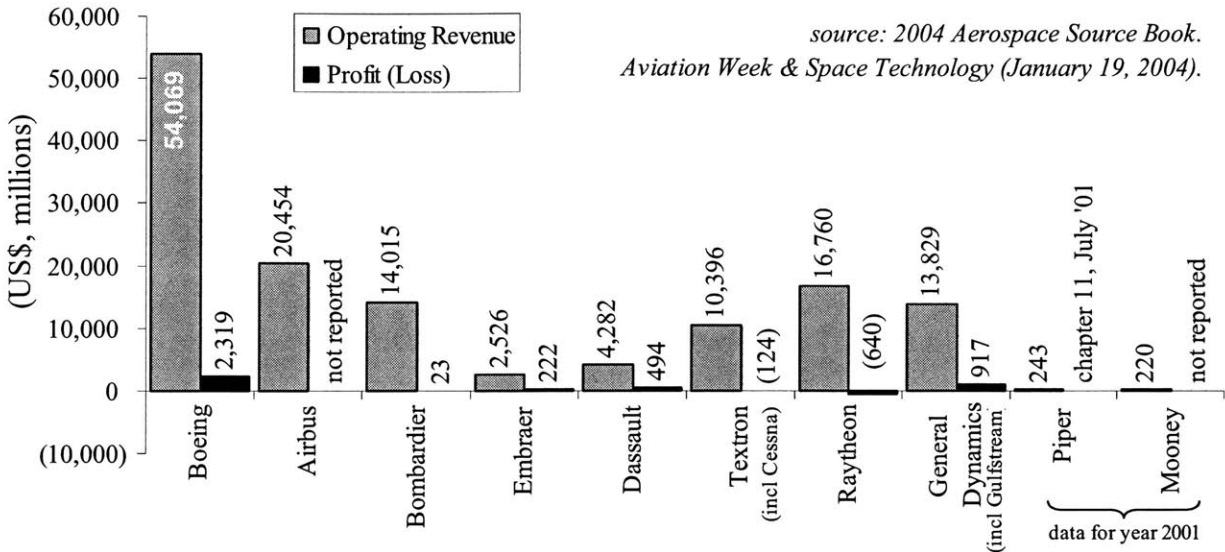 60,000
50,000
40,000
30,000
20,000
10,000
0
(10,000)
(US$, millions)
Operating Revenue
Profit (Loss)
source: 2004 Aerospace Source Book.
Aviation Week & Space Technology (January 19, 2004).
54,069
2,319
20,454
not reported
14,015
23
2,526
222
4,282
494
10,396
(124)
16,760
(640)
13,829
917
243
chapter 11, July '01
220
not reported
Boeing
Airbus
Bombardier
Embraer
Dassault
Textron
(incl Cessna)
Raytheon
General
Dynamics
(incl Gulfstream)
Piper
Mooney
data for year 2001